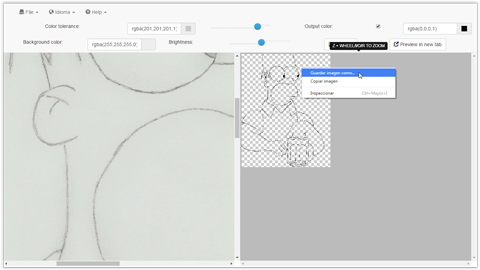 File Idioma Help
Color tolerance: rgba(201,201,201,1) Output color: rgba(0,0,0,1)
Background color: rgba(255,255,255,0) Brightness: Preview in new tab
Z + WHEEL MOUSE TO ZOOM
Guardar imagen como...
Copiar imagen
Inspeccionar Ctrl+Mayús+I